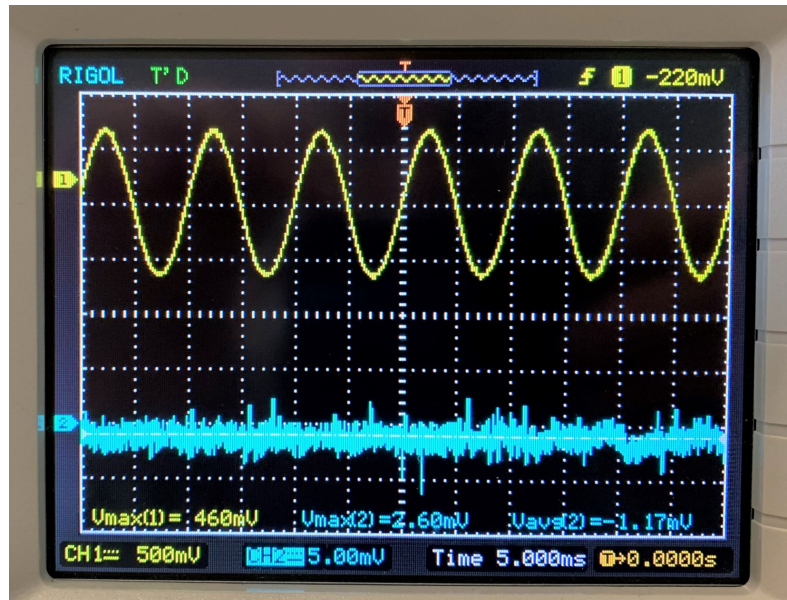 RIGOL T'D T ƒ 1 -220mV
T
1
2
Vmax(1)= 460mV Vmax(2)=2.60mV Vavg(2)=-1.17mV
CH1 500mV CH2 5.00mV Time 5.000ms T→0.0000s